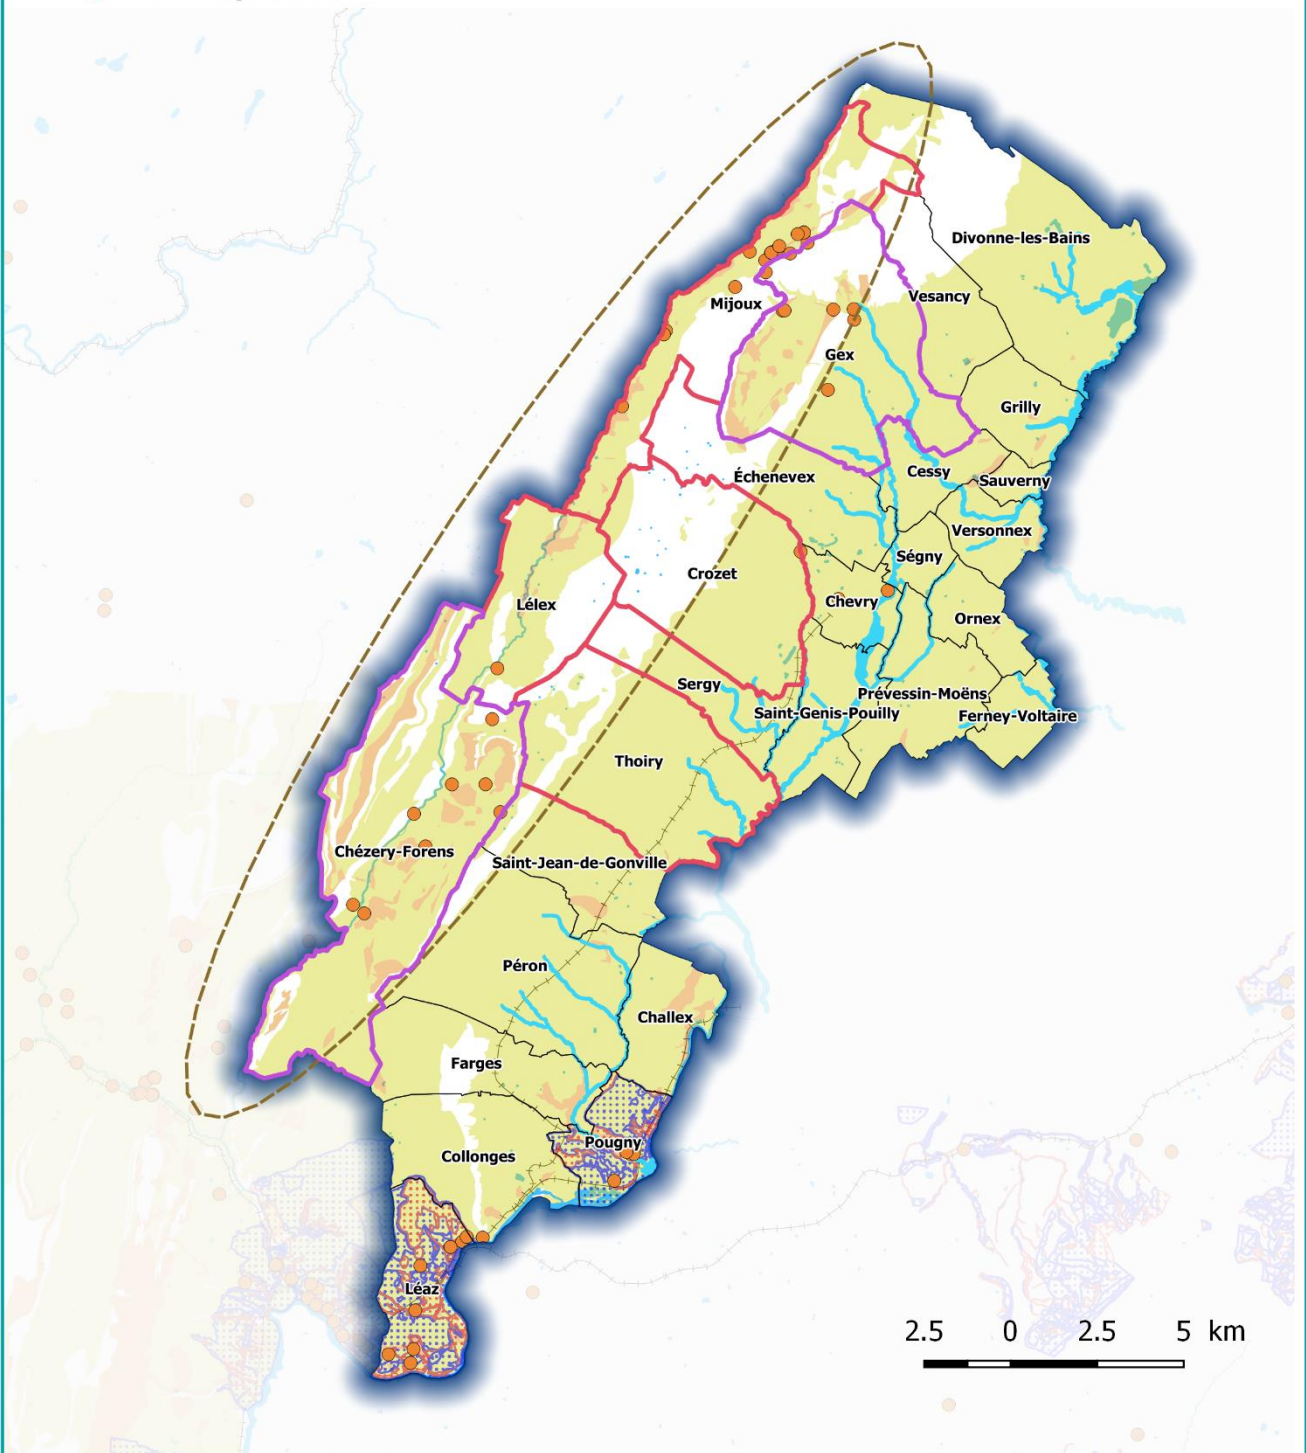 Divonne-les-Bains
Vesancy
Mijoux
Gex
Grilly
Échenevex
Cessy
Sauverny
Versonnex
Ségny
Crozet
Lélex
Chevry
Ornex
Sergy
Prévessin-Moëns
Saint-Genis-Pouilly
Ferney-Voltaire
Thoiry
Chézery-Forens
Saint-Jean-de-Gonville
Péron
Challex
Farges
Pougny
Collonges
Léaz
2.5 0 2.5 5 km